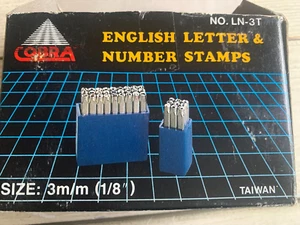 NO. LN-3T
COBRA
ENGLISH LETTER &
NUMBER STAMPS
SIZE: 3m/m (1/8")
TAIWAN